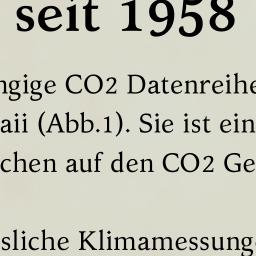 seit 1958
ngige CO2 Datenreihe
aii (Abb.1). Sie ist ein
chen auf den CO2 Ge
sliche Klimamessung